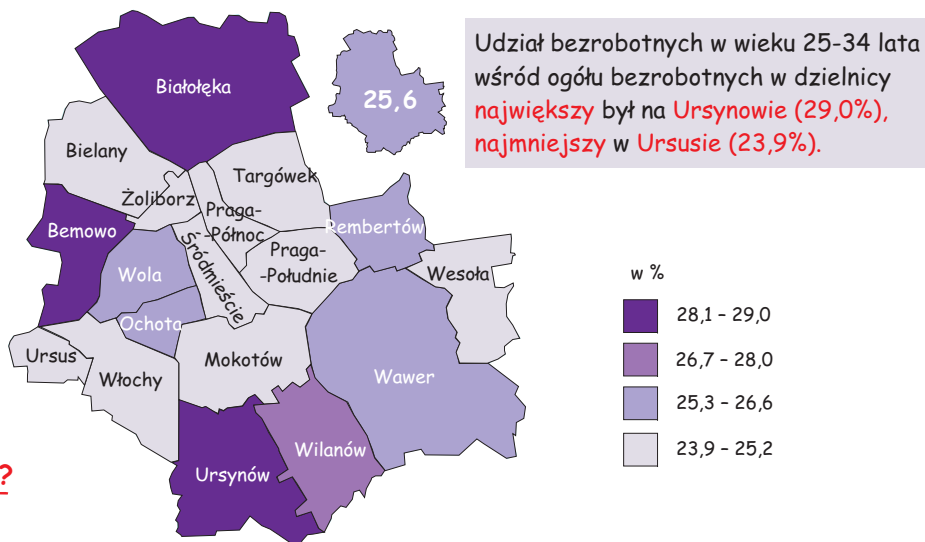 Udział bezrobotnych w wieku 25-34 lata
wśród ogółu bezrobotnych w dzielnicy
największy był na Ursynowie (29,0%),
najmniejszy w Ursusie (23,9%).
25,6
Białołęka
Bielany
Targówek
Żoliborz
Praga-
-Północ
Bemowo
Rembertów
Śródmieście
Praga-
-Południe
Wola
Wesoła
Ochota
Ursus
Włochy
Mokotów
Wawer
Wilanów
Ursynów
?
w %
28,1 – 29,0
26,7 – 28,0
25,3 – 26,6
23,9 – 25,2